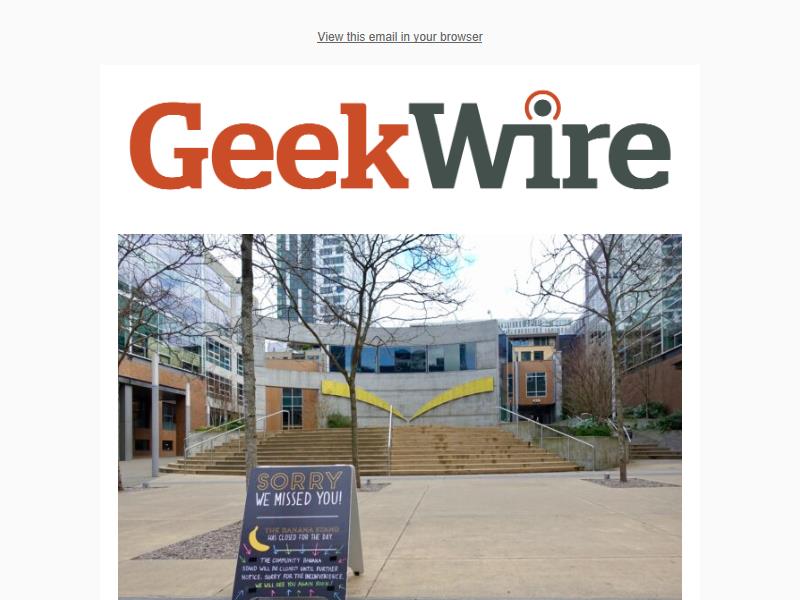 View this email in your browser
GeekWire
SORRY
WE MISSED YOU!
THE BANANA STAND
HAS CLOSED FOR THE DAY.
THE COMMUNITY BANANA
STAND WILL BE CLOSED UNTIL FURTHER
NOTICE. SORRY FOR THE INCONVENIENCE.
WE WILL SEE YOU AGAIN SOON!